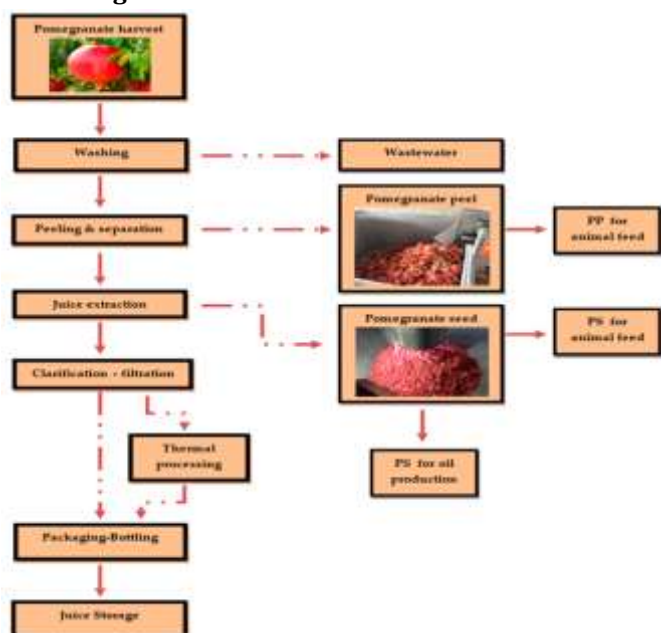 Pomegranate harvest
Washing
Wastewater
Pomegranate peel
Peeling & separation
PP for
animal feed
Juice extraction
Pomegranate seed
PS for
animal feed
Clarification - filtration
Thermal
processing
PS for oil
production
Packaging-Bottling
Juice Storage